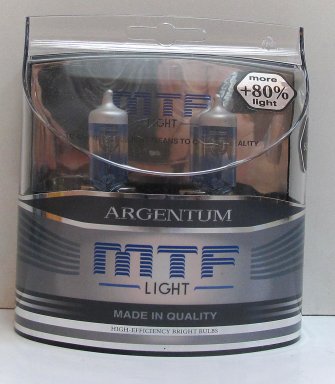 more
+80%
light
MTF
LIGHT
ARGENTUM
MTF
LIGHT
MADE IN QUALITY
HIGH-EFFICIENCY BRIGHT BULBS